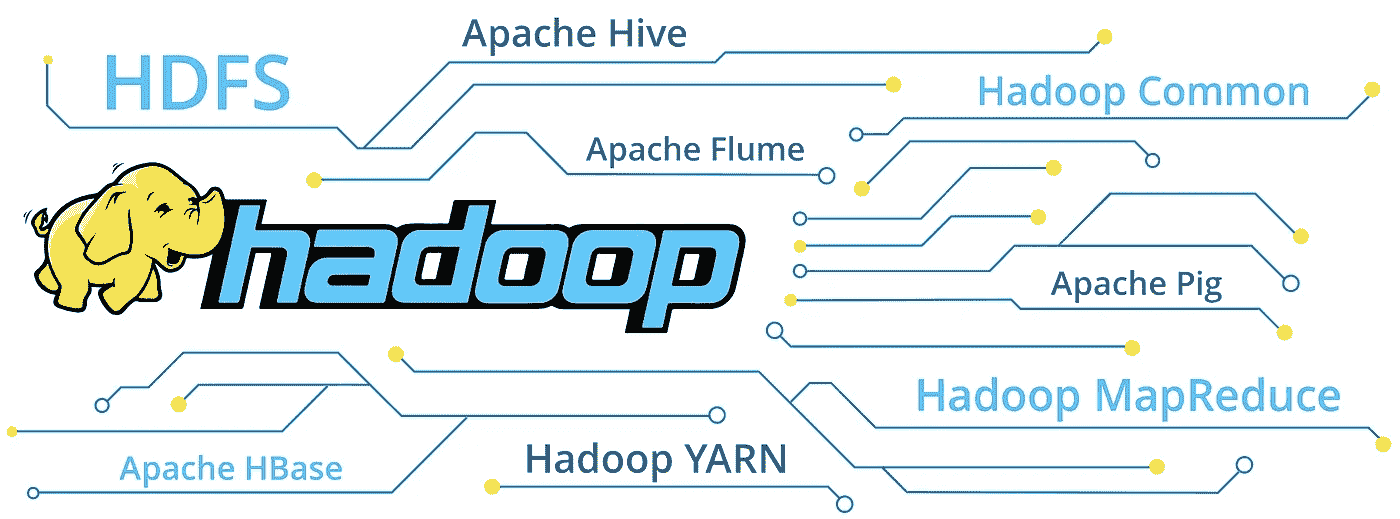 Apache Hive
HDFS
Hadoop Common
Apache Flume
hadoop
Apache Pig
Hadoop MapReduce
Hadoop YARN
Apache HBase